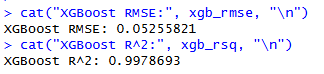 > cat("XGBoost RMSE:", xgb_rmse, "\n")
XGBoost RMSE: 0.05255821
> cat("XGBoost R^2:", xgb_rsq, "\n")
XGBoost R^2: 0.9978693